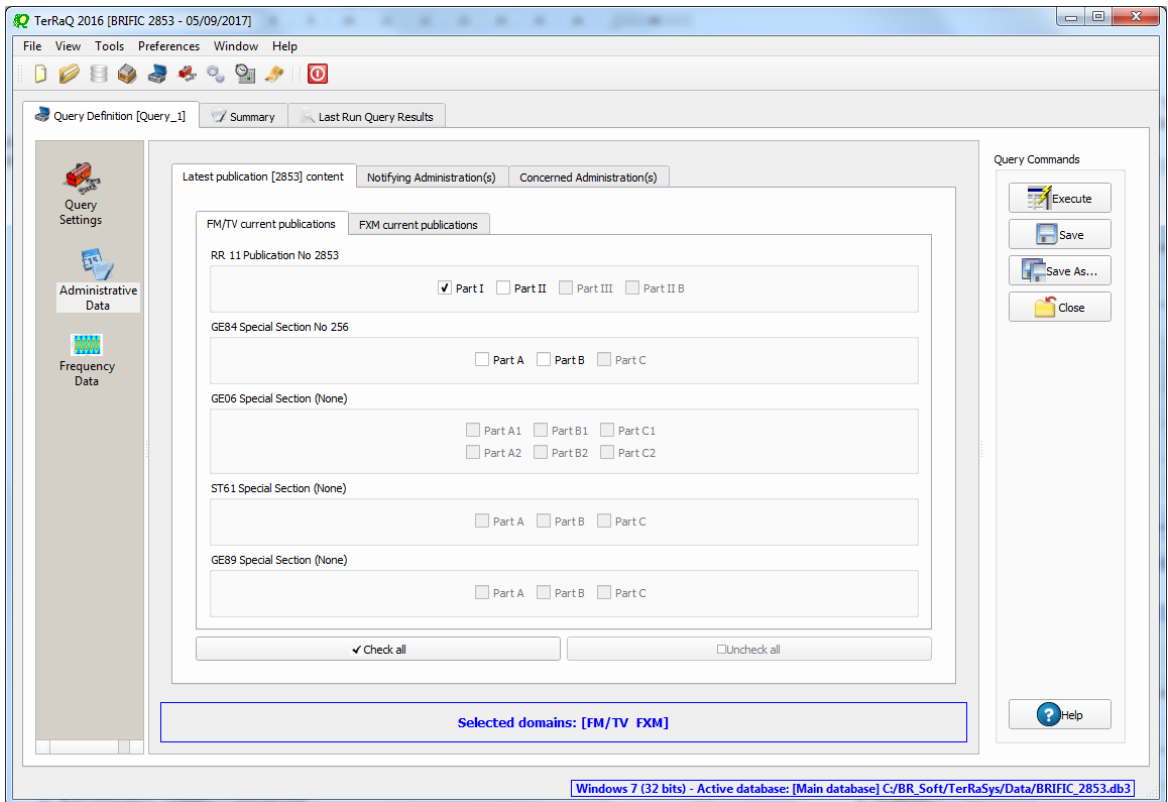 TerRaQ 2016 [BRIFIC 2853 - 05/09/2017]
File View Tools Preferences Window Help
Query Definition [Query_1] Summary Last Run Query Results
Query Settings
Administrative Data
Frequency Data
Latest publication [2853] content Notifying Administration(s) Concerned Administration(s)
FM/TV current publications FXM current publications
RR 11 Publication No 2853
Part I Part II Part III Part II B
GE84 Special Section No 256
Part A Part B Part C
GE06 Special Section (None)
Part A1 Part B1 Part C1
Part A2 Part B2 Part C2
ST61 Special Section (None)
Part A Part B Part C
GE89 Special Section (None)
Part A Part B Part C
Check all Uncheck all
Selected domains: [FM/TV FXM]
Query Commands
Execute
Save
Save As...
Close
Help
Windows 7 (32 bits) - Active database: [Main database] C:/BR_Soft/TerRaSys/Data/BRIFIC_2853.db3